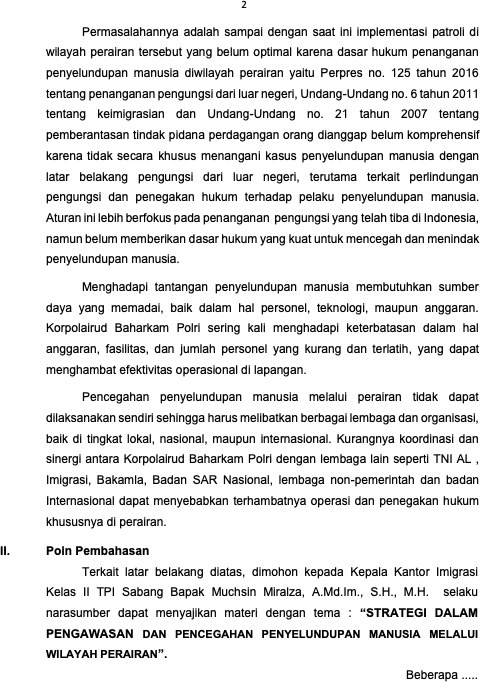 2
Permasalahannya adalah sampai dengan saat ini implementasi patroli di
wilayah perairan tersebut yang belum optimal karena dasar hukum penanganan
penyelundupan manusia diwilayah perairan yaitu Perpres no. 125 tahun 2016
tentang penanganan pengungsi dari luar negeri, Undang-Undang no. 6 tahun 2011
tentang keimigrasian dan Undang-Undang no. 21 tahun 2007 tentang
pemberantasan tindak pidana perdagangan orang dianggap belum komprehensif
karena tidak secara khusus menangani kasus penyelundupan manusia dengan
latar belakang pengungsi dari luar negeri, terutama terkait perlindungan
pengungsi dan penegakan hukum terhadap pelaku penyelundupan manusia.
Aturan ini lebih berfokus pada penanganan pengungsi yang telah tiba di Indonesia,
namun belum memberikan dasar hukum yang kuat untuk mencegah dan menindak
penyelundupan manusia.
Menghadapi tantangan penyelundupan manusia membutuhkan sumber
daya yang memadai, baik dalam hal personel, teknologi, maupun anggaran.
Korpolairud Baharkam Polri sering kali menghadapi keterbatasan dalam hal
anggaran, fasilitas, dan jumlah personel yang kurang dan terlatih, yang dapat
menghambat efektivitas operasional di lapangan.
Pencegahan penyelundupan manusia melalui perairan tidak dapat
dilaksanakan sendiri sehingga harus melibatkan berbagai lembaga dan organisasi,
baik di tingkat lokal, nasional, maupun internasional. Kurangnya koordinasi dan
sinergi antara Korpolairud Baharkam Polri dengan lembaga lain seperti TNI AL ,
Imigrasi, Bakamla, Badan SAR Nasional, lembaga non-pemerintah dan badan
Internasional dapat menyebabkan terhambatnya operasi dan penegakan hukum
khususnya di perairan.
II. Poin Pembahasan
Terkait latar belakang diatas, dimohon kepada Kepala Kantor Imigrasi
Kelas II TPI Sabang Bapak Muchsin Miralza, A.Md.Im., S.H., M.H. selaku
narasumber dapat menyajikan materi dengan tema : “STRATEGI DALAM
PENGAWASAN DAN PENCEGAHAN PENYELUNDUPAN MANUSIA MELALUI
WILAYAH PERAIRAN”.
Beberapa .....